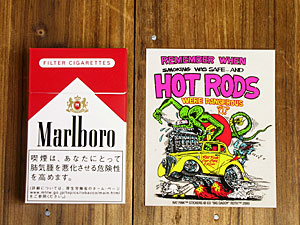 FILTER CIGARETTES
Marlboro
喫煙は、あなたにとって
肺気腫を悪化させる危険性
を高めます。
REMEMBER WHEN
SMOKING WAS SAFE...AND
HOT RODS
WERE DANGEROUS